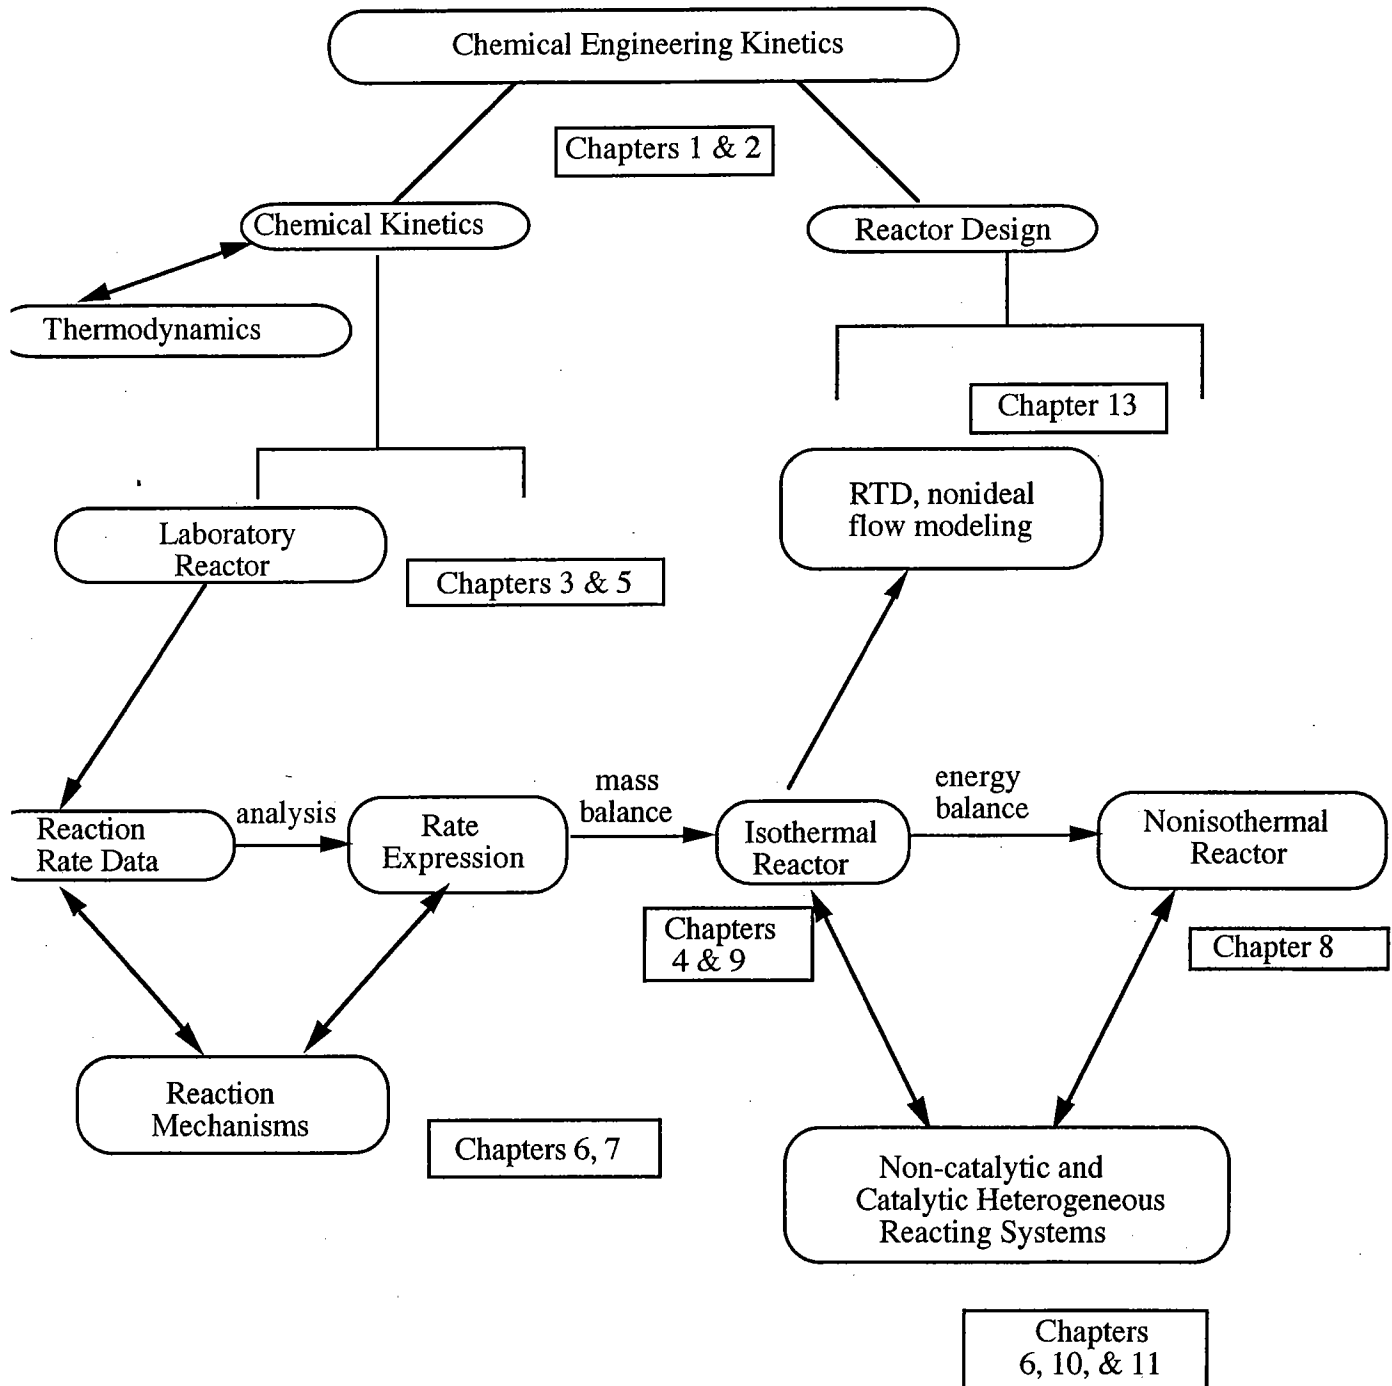 Chemical Engineering Kinetics
Chapters 1 & 2
Chemical Kinetics
Reactor Design
Thermodynamics
Chapter 13
RTD, nonideal
flow modeling
Laboratory
Reactor
Chapters 3 & 5
Reaction
Rate Data
analysis
Rate
Expression
mass
balance
Isothermal
Reactor
energy
balance
Nonisothermal
Reactor
Chapters
4 & 9
Chapter 8
Reaction
Mechanisms
Chapters 6, 7
Non-catalytic and
Catalytic Heterogeneous
Reacting Systems
Chapters
6, 10, & 11